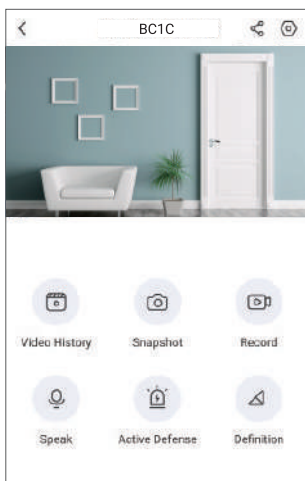 BC1C
Video History
Snapshot
Record
Speak
Active Defense
Definition